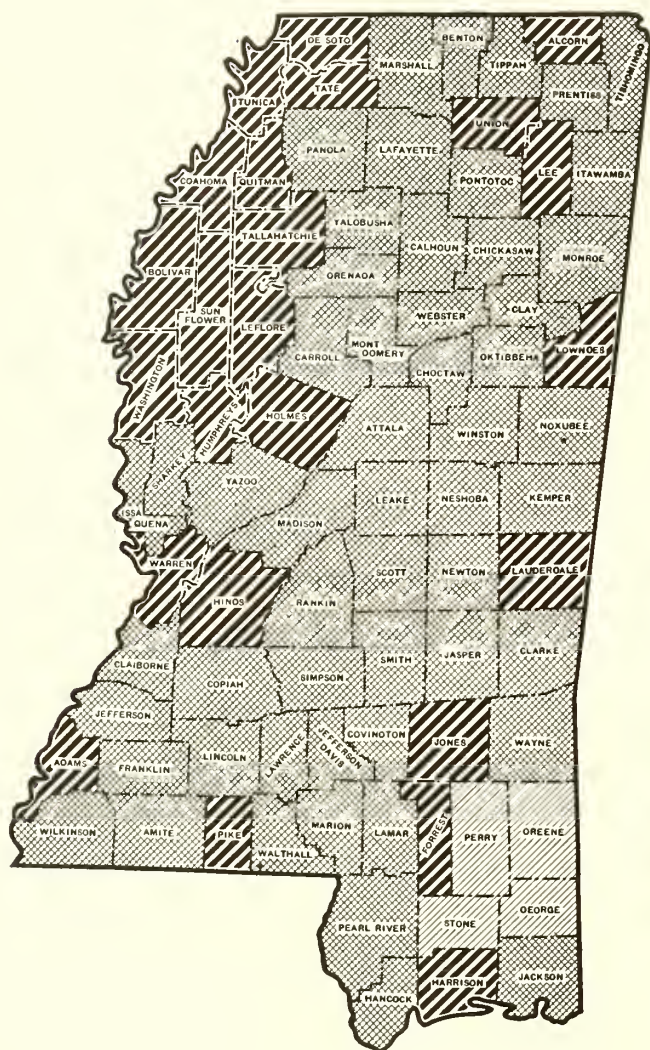 DE SOTO
BENTON
ALCORN
MARSHALL
TIPPAH
TISHOMINGO
TATE
PRENTISS
TUNICA
UNION
PANOLA
LAFAYETTE
LEE
ITAWAMBA
COAHOMA
QUITMAN
PONTOTOC
YALOBUSHA
TALLAHATCHIE
CALHOUN
CHICKASAW
MONROE
BOLIVAR
GRENADA
SUN
FLOWER
LEFLORE
WEBSTER
CLAY
MONT
GOMERY
CARROLL
OKTIBBEHA
LOWNDES
CHOCTAW
WASHINGTON
HUMPHREYS
HOLMES
ATTALA
WINSTON
NOXUBEE
SHARKEY
YAZOO
LEAKE
NESHOBA
KEMPER
ISSA
QUENA
MADISON
WARREN
SCOTT
NEWTON
LAUDERDALE
HINDS
RANKIN
CLAIBORNE
COPIAH
SIMPSON
SMITH
JASPER
CLARKE
JEFFERSON
COVINGTON
JONES
WAYNE
ADAMS
FRANKLIN
LINCOLN
LAWRENCE
JEFFERSON
DAVIS
WILKINSON
AMITE
PIKE
WALTHALL
MARION
LAMAR
FORREST
PERRY
GREENE
PEARL RIVER
STONE
GEORGE
HANCOCK
HARRISON
JACKSON